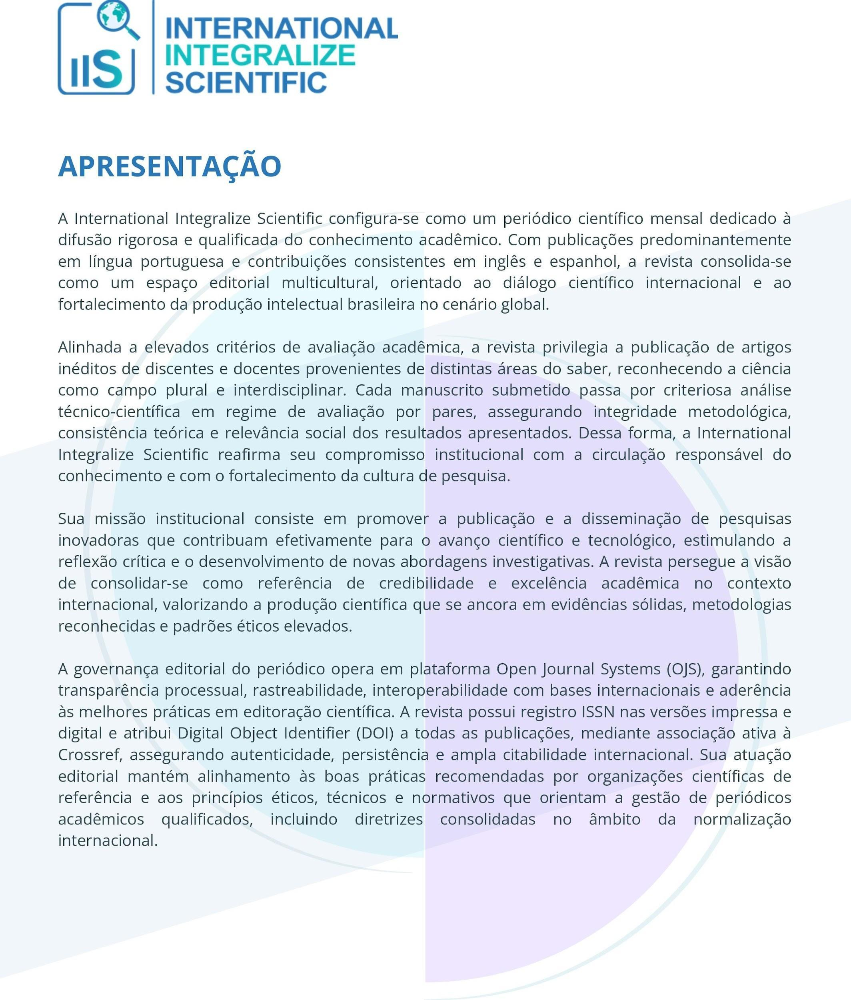 IIS
INTERNATIONAL
INTEGRALIZE
SCIENTIFIC
APRESENTAÇÃO
A International Integralize Scientific configura-se como um periódico científico mensal dedicado à
difusão rigorosa e qualificada do conhecimento acadêmico. Com publicações predominantemente
em língua portuguesa e contribuições consistentes em inglês e espanhol, a revista consolida-se
como um espaço editorial multicultural, orientado ao diálogo científico internacional e ao
fortalecimento da produção intelectual brasileira no cenário global.
Alinhada a elevados critérios de avaliação acadêmica, a revista privilegia a publicação de artigos
inéditos de discentes e docentes provenientes de distintas áreas do saber, reconhecendo a ciência
como campo plural e interdisciplinar. Cada manuscrito submetido passa por criteriosa análise
técnico-científica em regime de avaliação por pares, assegurando integridade metodológica,
consistência teórica e relevância social dos resultados apresentados. Dessa forma, a International
Integralize Scientific reafirma seu compromisso institucional com a circulação responsável do
conhecimento e com o fortalecimento da cultura de pesquisa.
Sua missão institucional consiste em promover a publicação e a disseminação de pesquisas
inovadoras que contribuam efetivamente para o avanço científico e tecnológico, estimulando a
reflexão crítica e o desenvolvimento de novas abordagens investigativas. A revista persegue a visão
de consolidar-se como referência de credibilidade e excelência acadêmica no contexto
internacional, valorizando a produção científica que se ancora em evidências sólidas, metodologias
reconhecidas e padrões éticos elevados.
A governança editorial do periódico opera em plataforma Open Journal Systems (OJS), garantindo
transparência processual, rastreabilidade, interoperabilidade com bases internacionais e aderência
às melhores práticas em editoração científica. A revista possui registro ISSN nas versões impressa e
digital e atribui Digital Object Identifier (DOI) a todas as publicações, mediante associação ativa à
Crossref, assegurando autenticidade, persistência e ampla citabilidade internacional. Sua atuação
editorial mantém alinhamento às boas práticas recomendadas por organizações científicas de
referência e aos princípios éticos, técnicos e normativos que orientam a gestão de periódicos
acadêmicos qualificados, incluindo diretrizes consolidadas no âmbito da normalização
internacional.